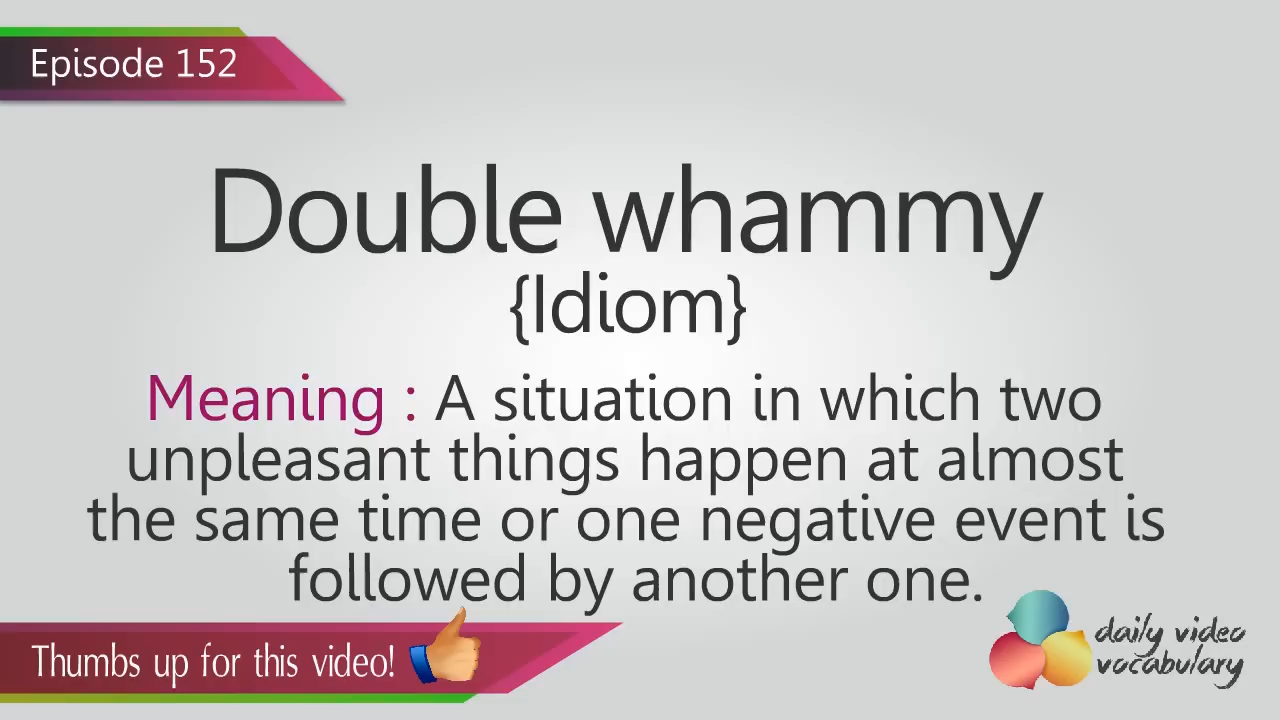 Episode 152
Double whammy
{Idiom}
Meaning : A situation in which two
unpleasant things happen at almost
the same time or one negative event is
followed by another one.
Thumbs up for this video!
daily video
vocabulary